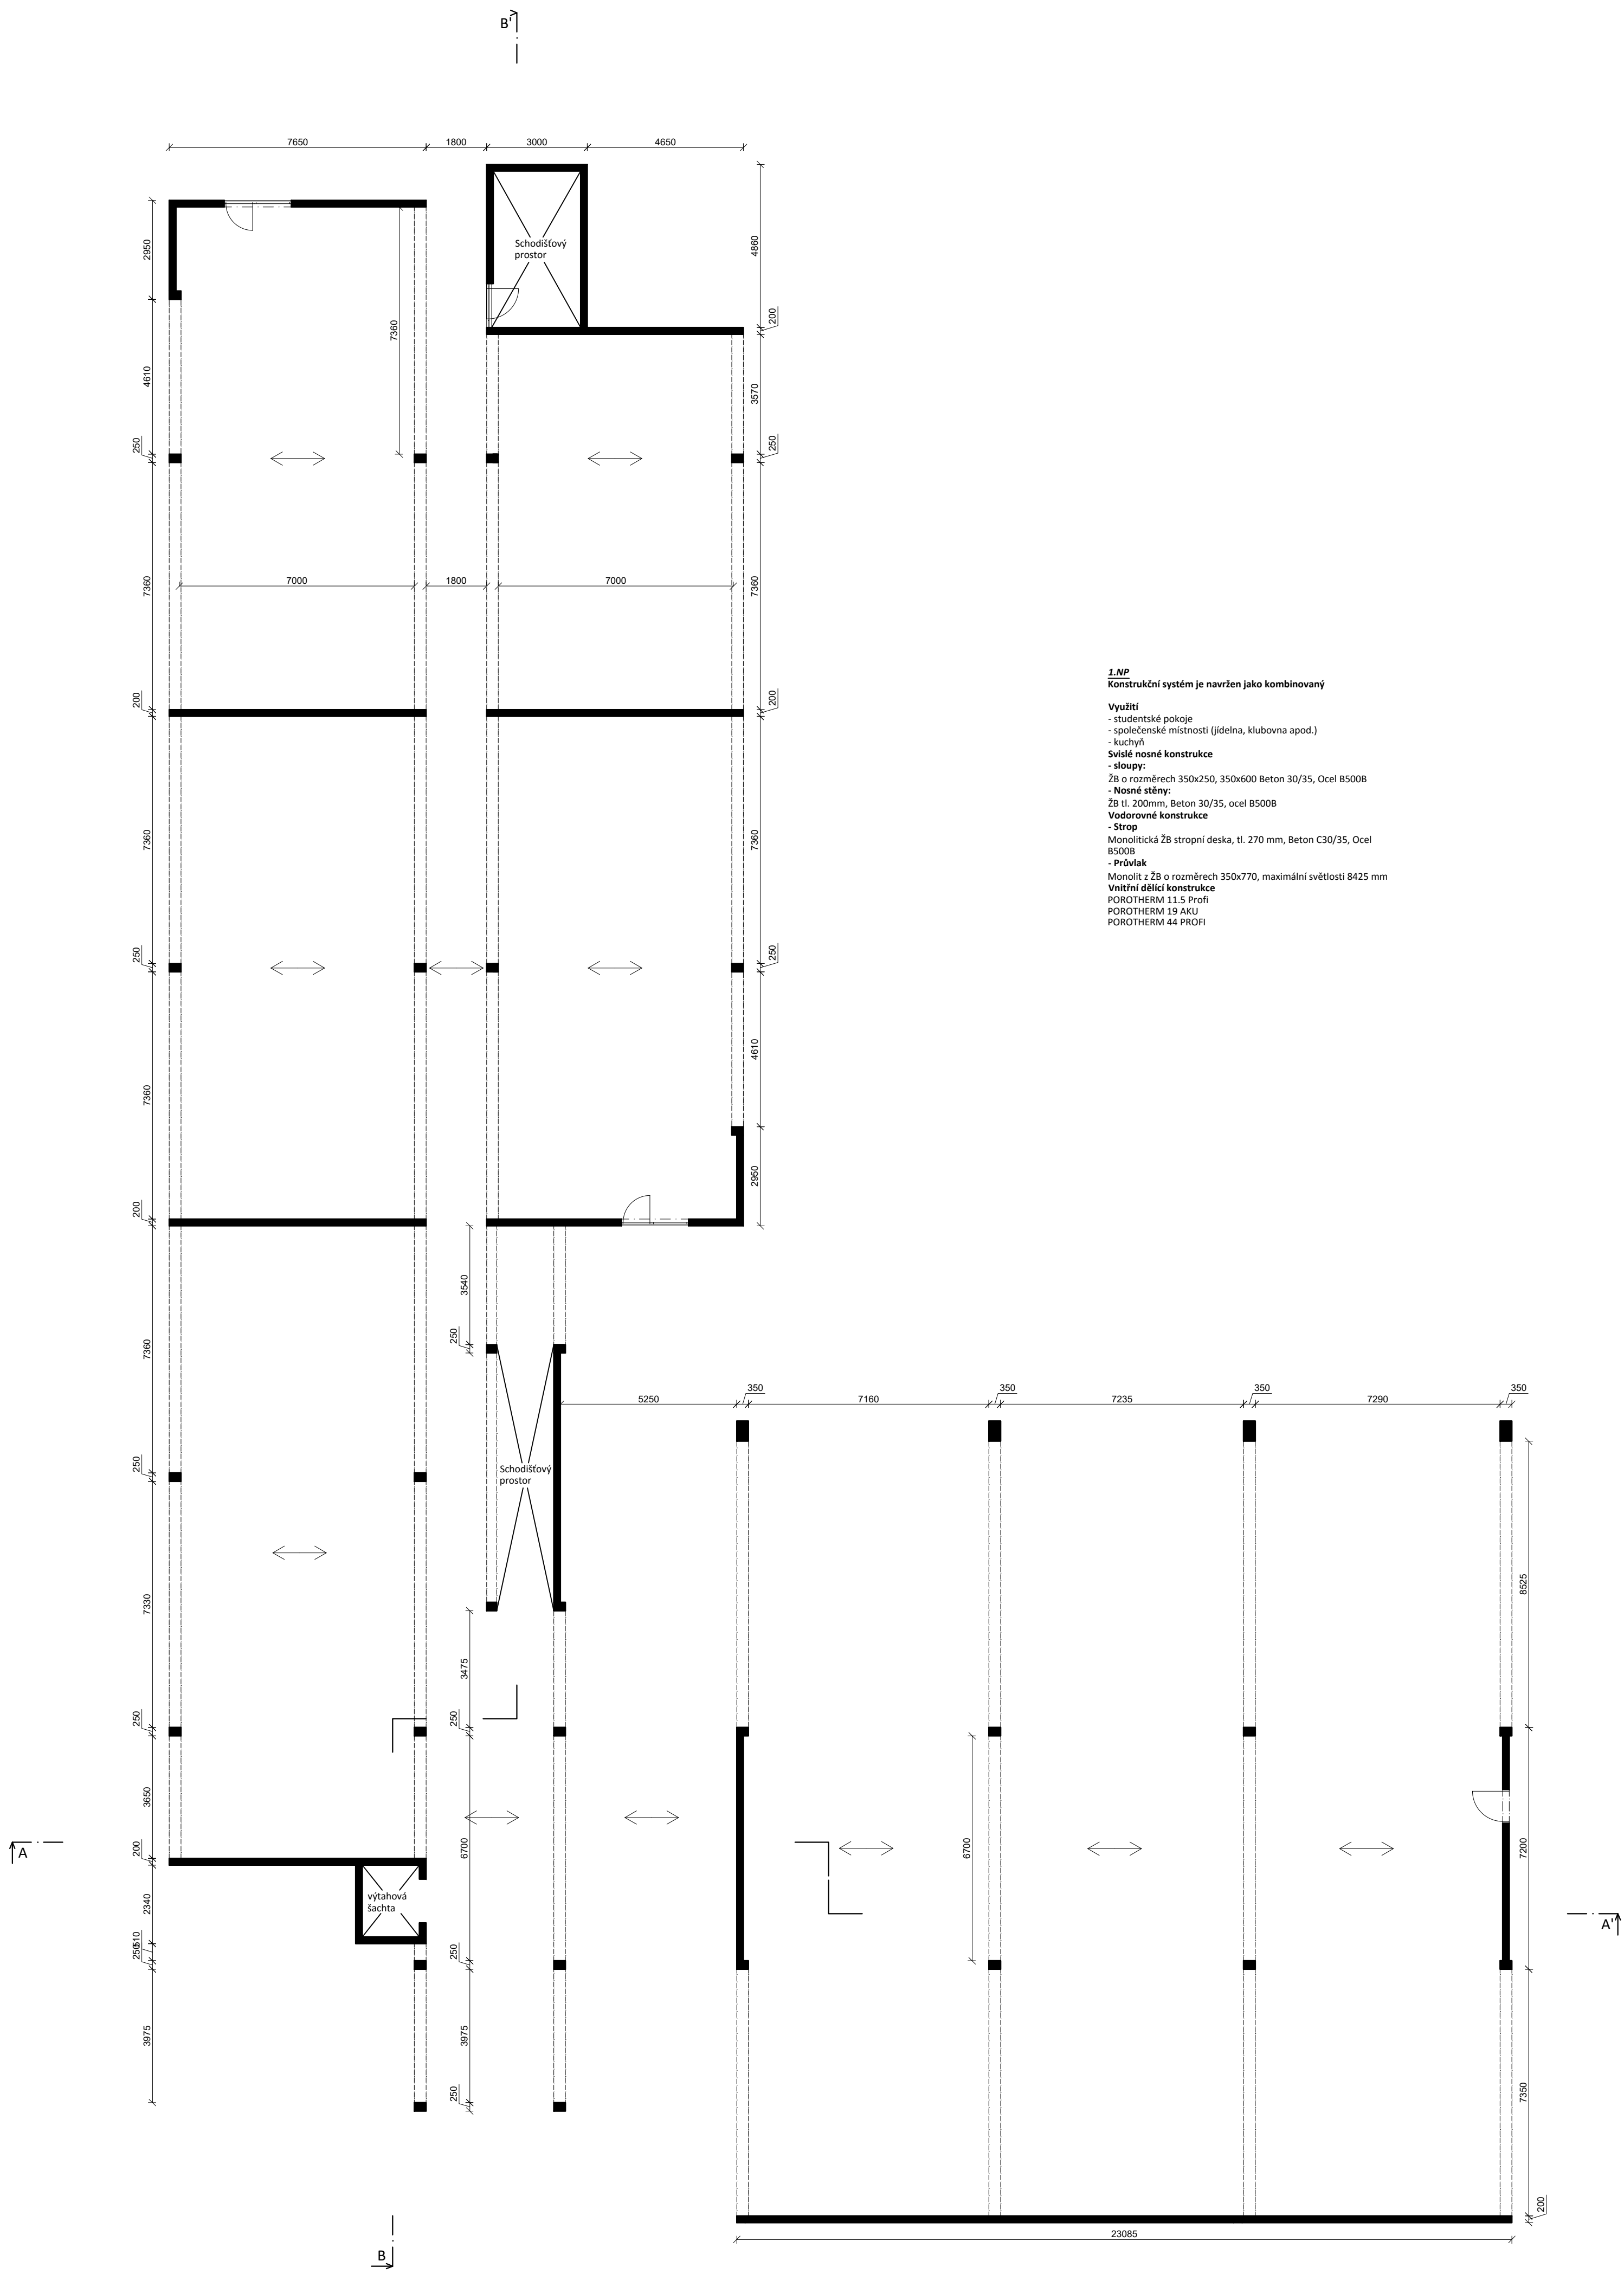 B'
7650
1800
3000
4650
Schodišťový
prostor
2950
4610
250
7360
200
7360
250
7360
200
7360
250
7330
250
3650
200
2340
510
250
3975
7360
4860
200
3570
250
7360
200
7360
250
4610
2950
7000
1800
7000
1.NP
Konstrukční systém je navržen jako kombinovaný
Využití
- studentské pokoje
- společenské místnosti (jídelna, klubovna apod.)
- kuchyň
Svislé nosné konstrukce
- sloupy:
ŽB o rozměrech 350x250, 350x600 Beton 30/35, Ocel B500B
- Nosné stěny:
ŽB tl. 200mm, Beton 30/35, ocel B500B
Vodorovné konstrukce
- Strop
Monolitická ŽB stropní deska, tl. 270 mm, Beton C30/35, Ocel
B500B
- Průvlak
Monolit z ŽB o rozměrech 350x770, maximální světlosti 8425 mm
Vnitřní dělící konstrukce
POROTHERM 11.5 Profi
POROTHERM 19 AKU
POROTHERM 44 PROFI
3540
250
Schodišťový
prostor
3475
250
6700
250
3975
250
5250
350
7160
350
7235
350
7290
350
8525
7200
7350
200
6700
A
výtahová
šachta
A'
23085
B